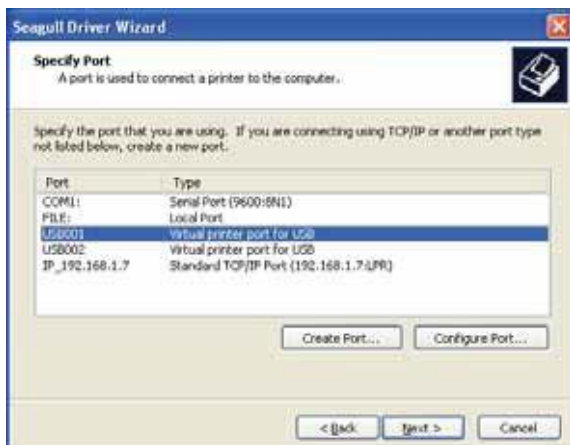 Seagull Driver Wizard
Specify Port
A port is used to connect a printer to the computer.
Specify the port that you are using. If you are connecting using TCP/IP or another port type
not listed below, create a new port.
Port Type
COM1: Serial Port (9600:8N1)
FILE: Local Port
USB001 Virtual printer port for USB
USB002 Virtual printer port for USB
IP_192.168.1.7 Standard TCP/IP Port (192.168.1.7:LPR)
Create Port... Configure Port...
< Back Next > Cancel